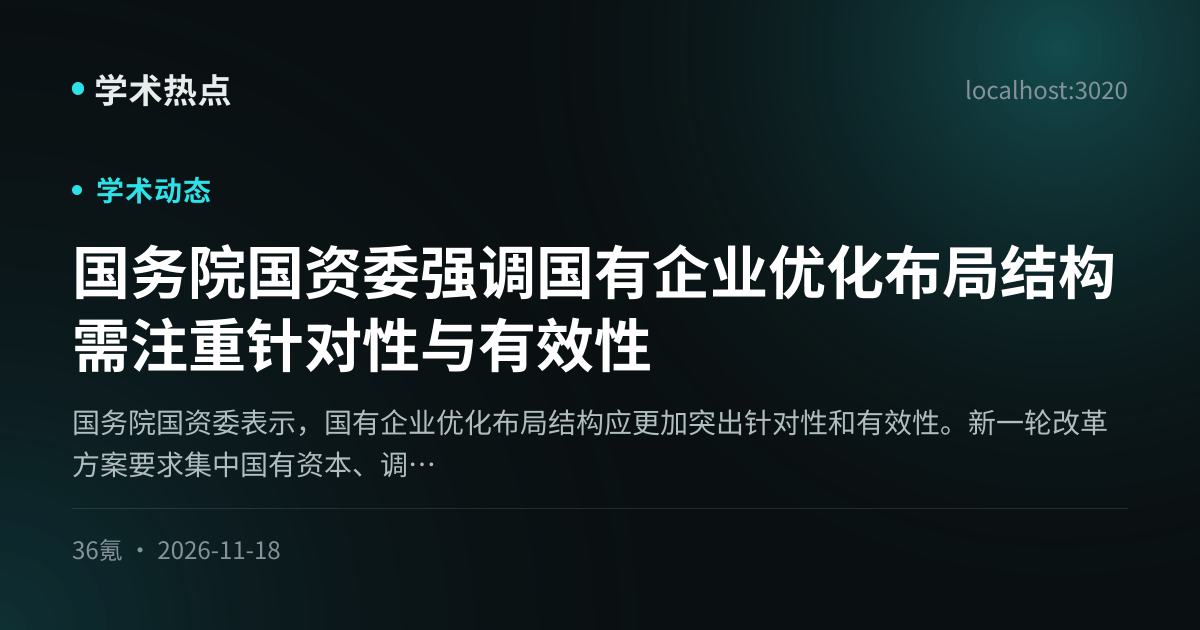 学术热点
localhost:3020
学术动态
国务院国资委强调国有企业优化布局结构
需注重针对性与有效性
国务院国资委表示，国有企业优化布局结构应更加突出针对性和有效性。新一轮改革
方案要求集中国有资本、调…
36氪 · 2026-11-18